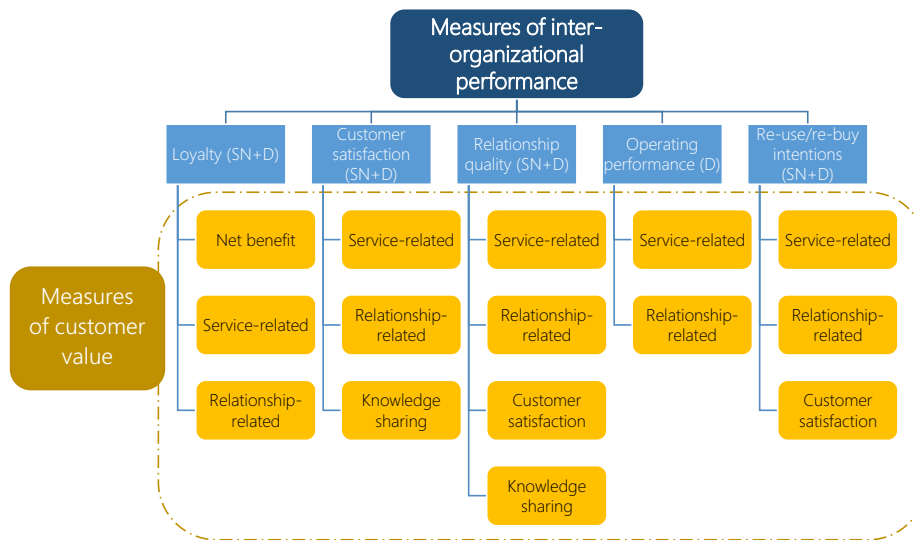 Measures of inter-
organizational
performance
Loyalty (SN+D)
Customer
satisfaction
(SN+D)
Relationship
quality (SN+D)
Operating
performance (D)
Re-use/re-buy
intentions
(SN+D)
Measures
of customer
value
Net benefit
Service-related
Relationship-
related
Service-related
Relationship-
related
Knowledge
sharing
Service-related
Relationship-
related
Customer
satisfaction
Knowledge
sharing
Service-related
Relationship-
related
Service-related
Relationship-
related
Customer
satisfaction